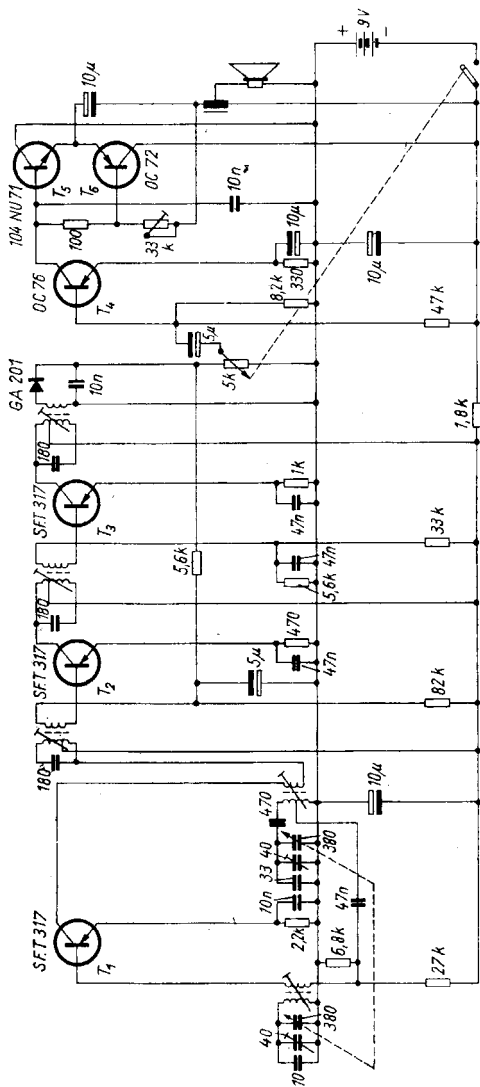 SFT 317
T1
SFT 317
T2
SFT 317
T3
GA 201
OC 76
T4
104 NU 71
T5
T6
OC 72
180
180
180
10n
100
33
k
10µ
10n
5µ
5k
5,6k
5µ
10
40
380
10n
33
40
470
380
2,2k
6,8k
47n
27k
10µ
470
47n
82k
5,6k
47n
33k
1k
47n
1,8k
8,2k
330
10µ
47k
10µ
+
9V
-